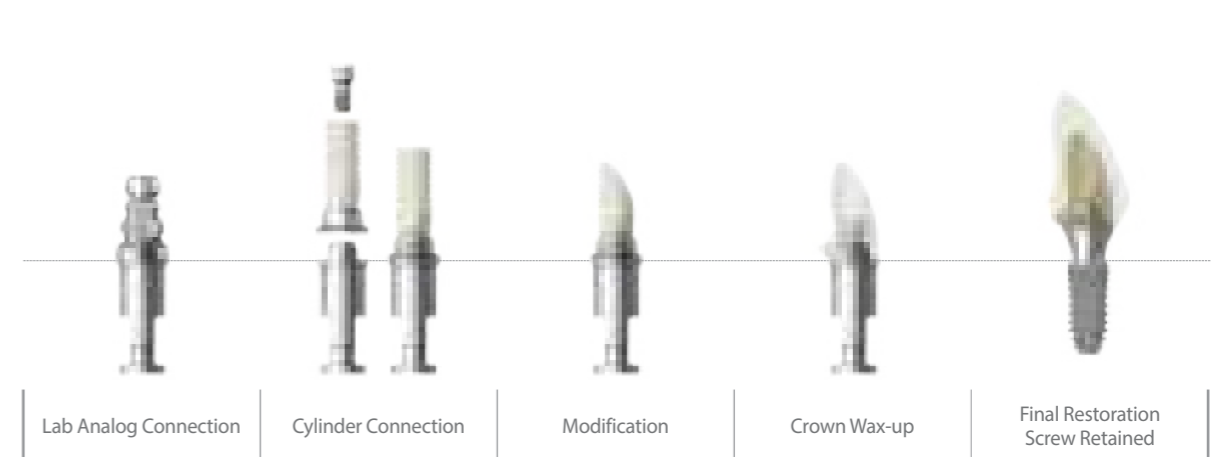 Lab Analog Connection
Cylinder Connection
Modification
Crown Wax-up
Final Restoration
Screw Retained